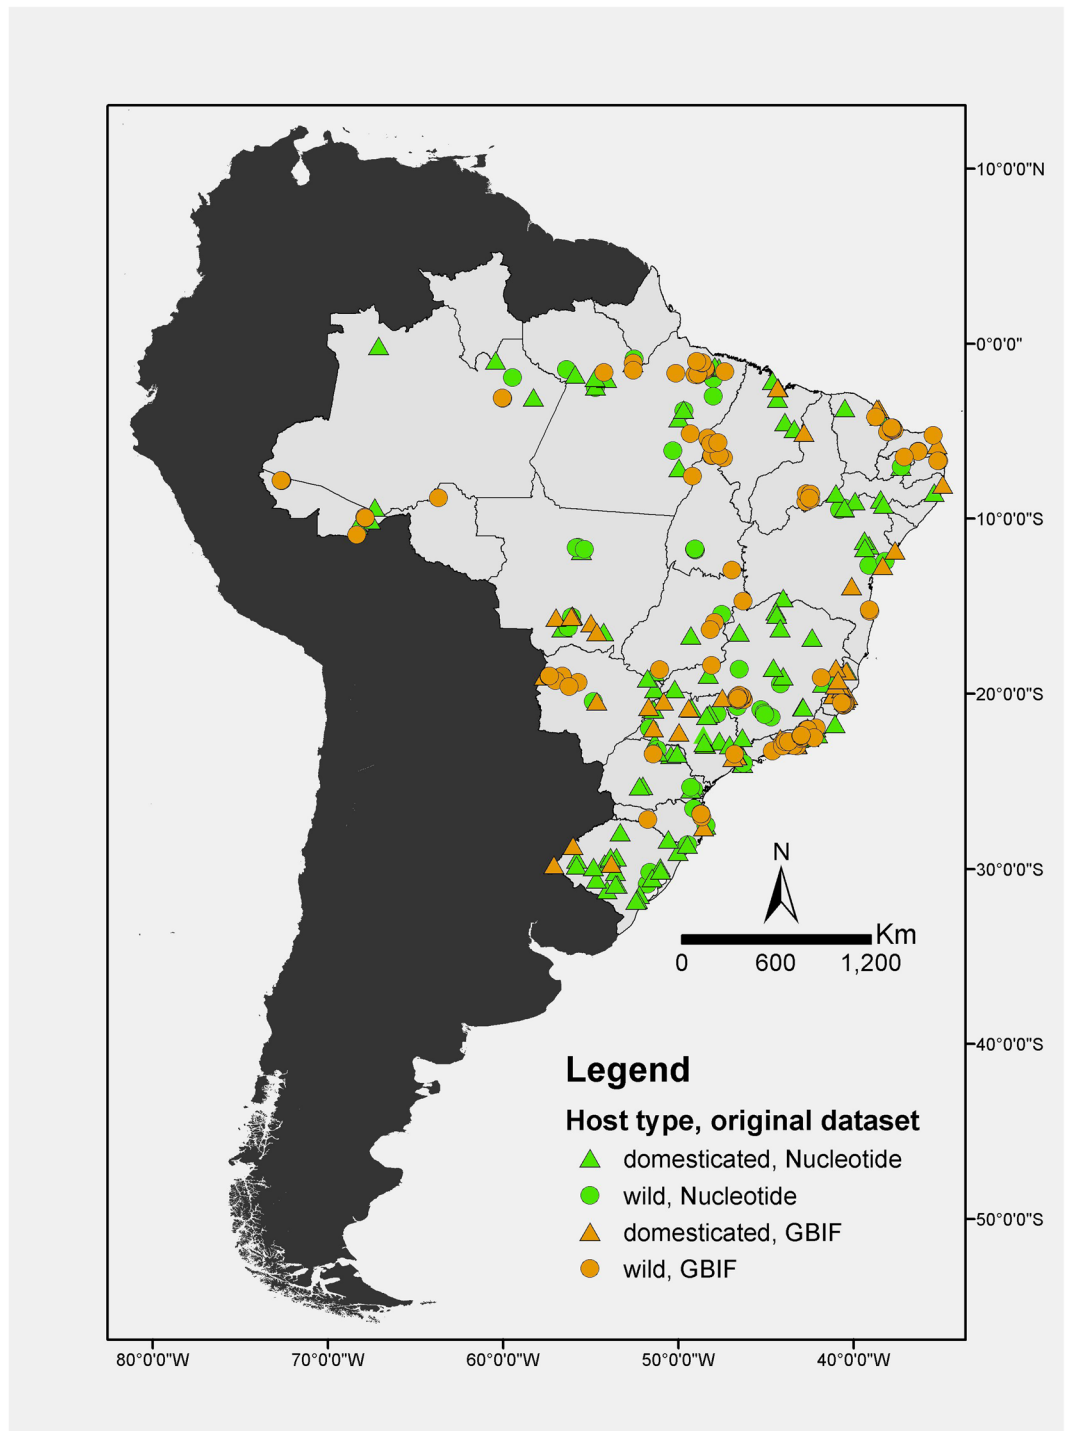 10°0'0"N
0°0'0"
10°0'0"S
20°0'0"S
N
30°0'0"S
Km
0 600 1,200
40°0'0"S
Legend
Host type, original dataset
domesticated, Nucleotide
wild, Nucleotide
domesticated, GBIF
50°0'0"S
wild, GBIF
80°0'0"W 70°0'0"W 60°0'0"W 50°0'0"W 40°0'0"W